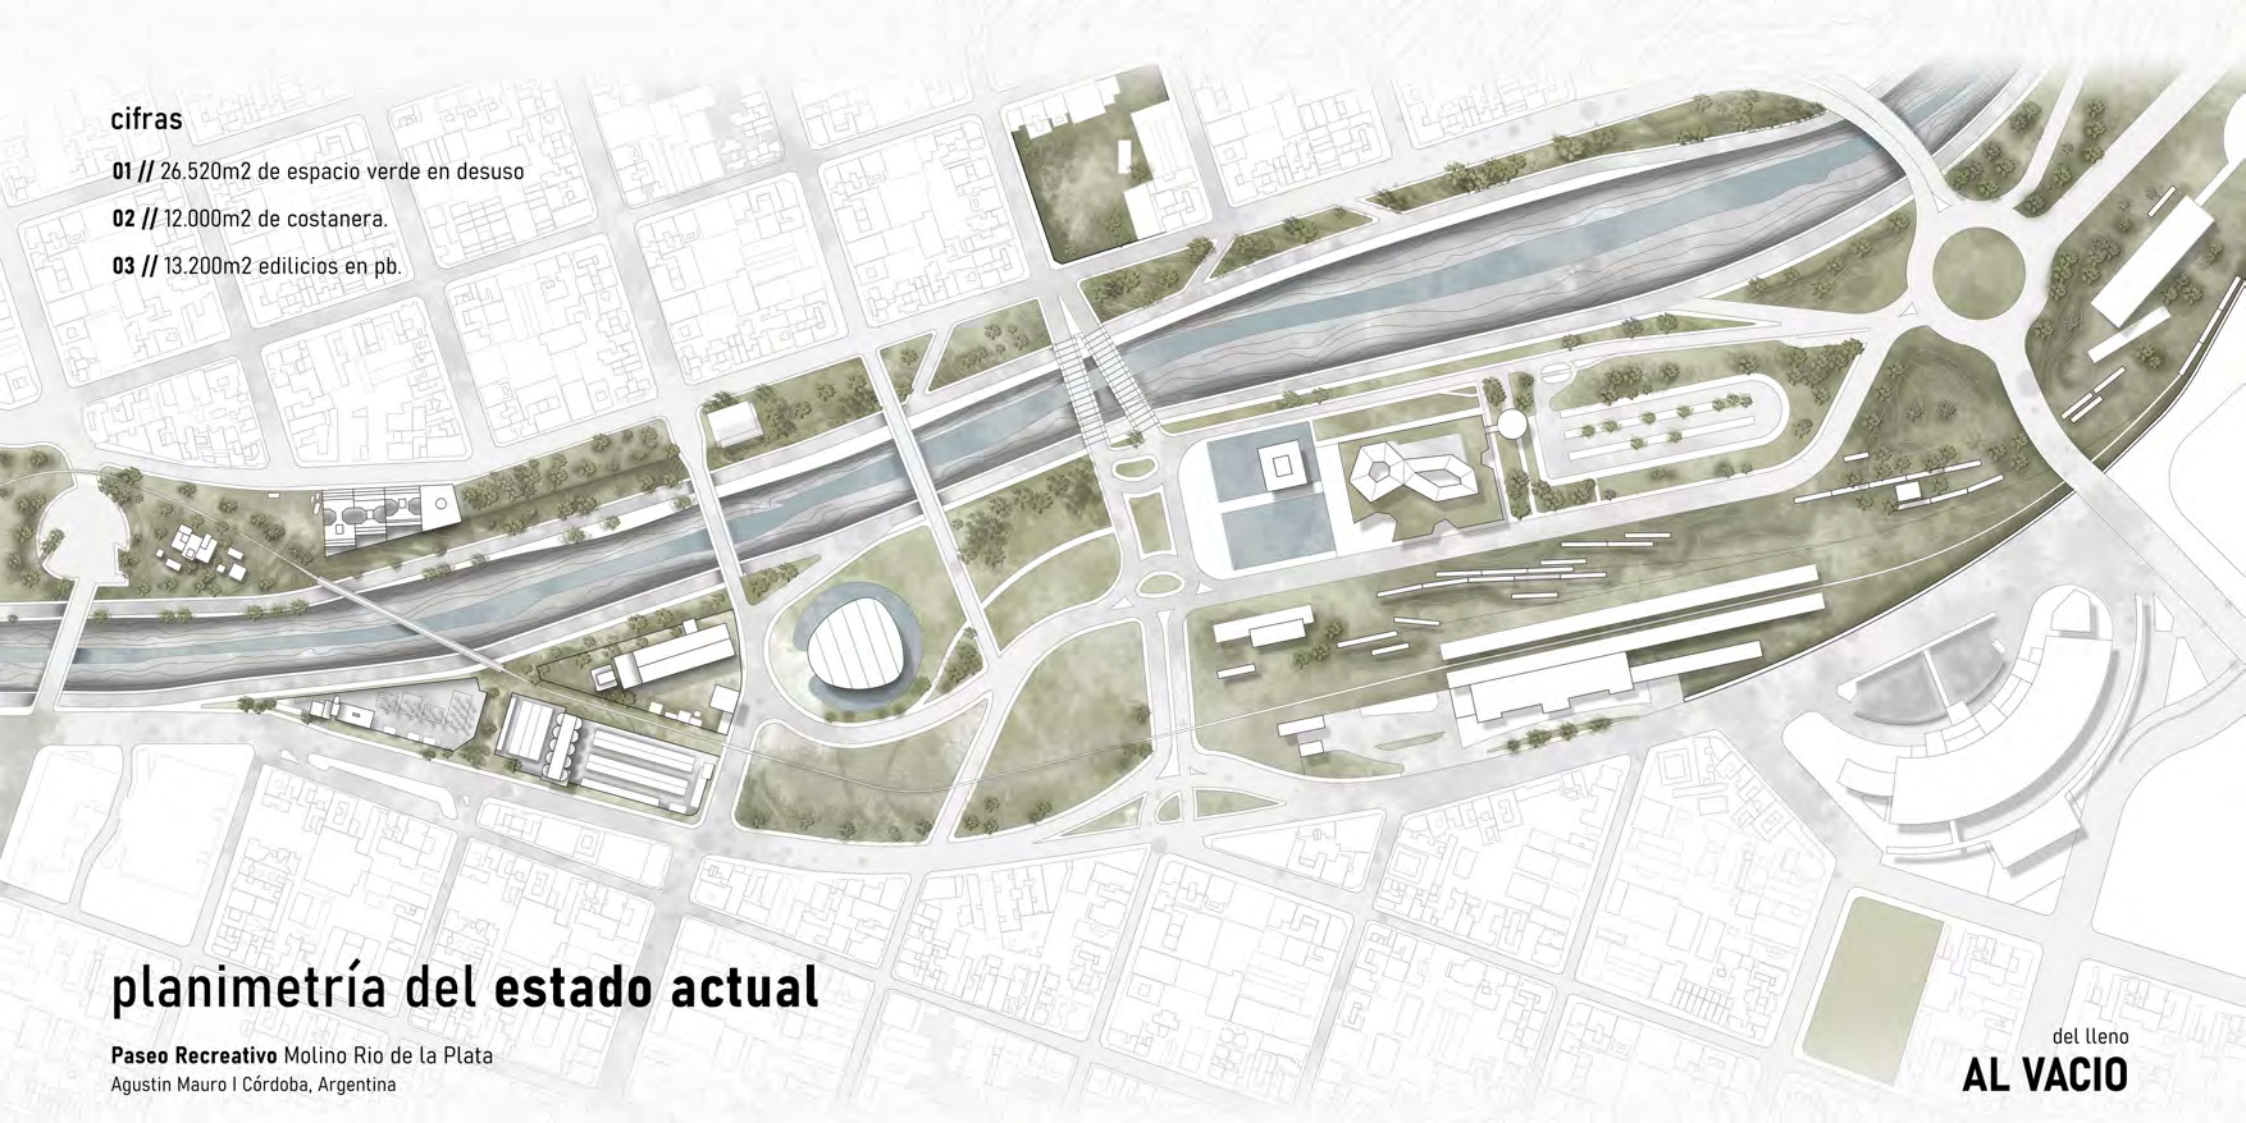 cifras
01 // 26.520m2 de espacio verde en desuso
02 // 12.000m2 de costanera.
03 // 13.200m2 edilicios en pb.
planimetría del estado actual
Paseo Recreativo Molino Rio de la Plata
Agustin Mauro I Córdoba, Argentina
del lleno
AL VACIO